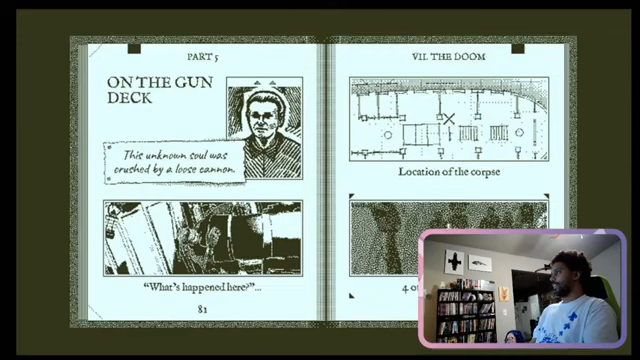 PART 5
ON THE GUN
DECK
This unknown soul was
crushed by a loose cannon.
"What's happened here?"...
81
VII. THE DOOM
Location of the corpse
4